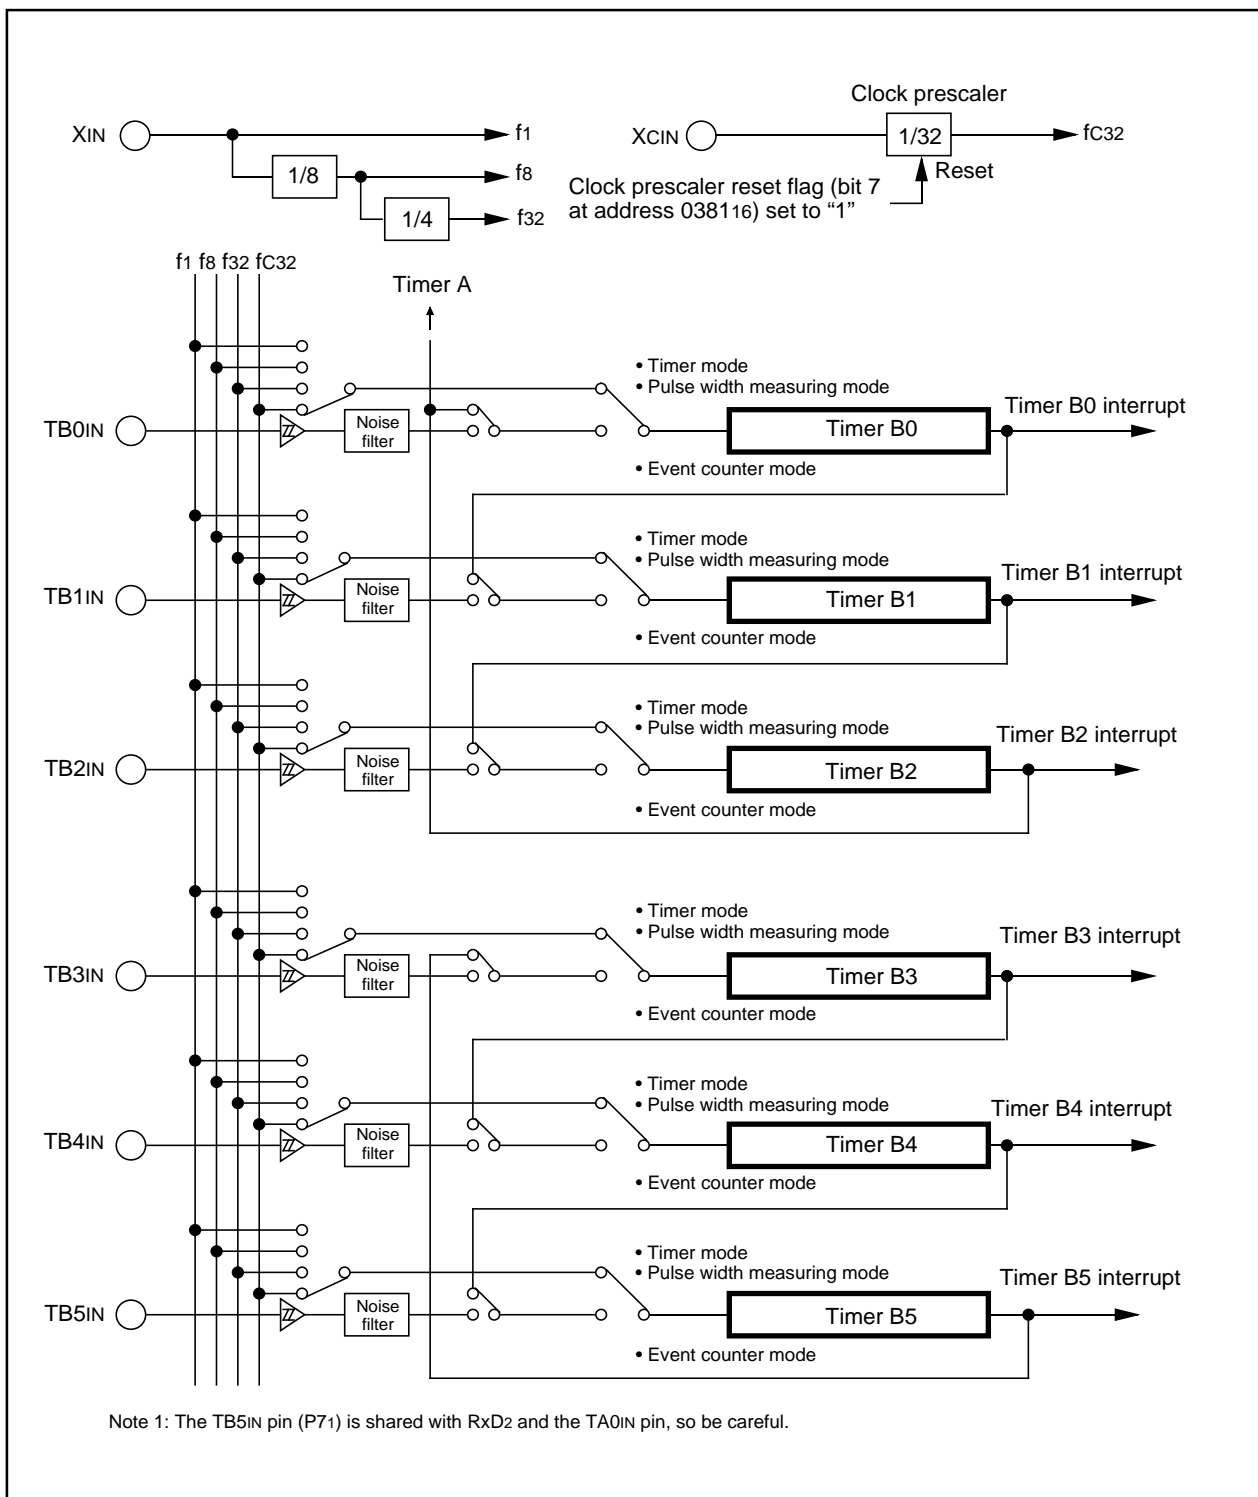 Clock prescaler
XIN
f1
XCIN
1/32
fC32
1/8
f8
Reset
Clock prescaler reset flag (bit 7
at address 038116) set to “1”
1/4
f32
f1 f8 f32 fC32
Timer A
• Timer mode
• Pulse width measuring mode
Timer B0 interrupt
TB0IN
Noise
filter
Timer B0
• Event counter mode
• Timer mode
• Pulse width measuring mode
Timer B1 interrupt
TB1IN
Noise
filter
Timer B1
• Event counter mode
• Timer mode
• Pulse width measuring mode
Timer B2 interrupt
TB2IN
Noise
filter
Timer B2
• Event counter mode
• Timer mode
• Pulse width measuring mode
Timer B3 interrupt
TB3IN
Noise
filter
Timer B3
• Event counter mode
• Timer mode
• Pulse width measuring mode
Timer B4 interrupt
TB4IN
Noise
filter
Timer B4
• Event counter mode
• Timer mode
• Pulse width measuring mode
Timer B5 interrupt
TB5IN
Noise
filter
Timer B5
• Event counter mode
Note 1: The TB5IN pin (P71) is shared with RxD2 and the TA0IN pin, so be careful.